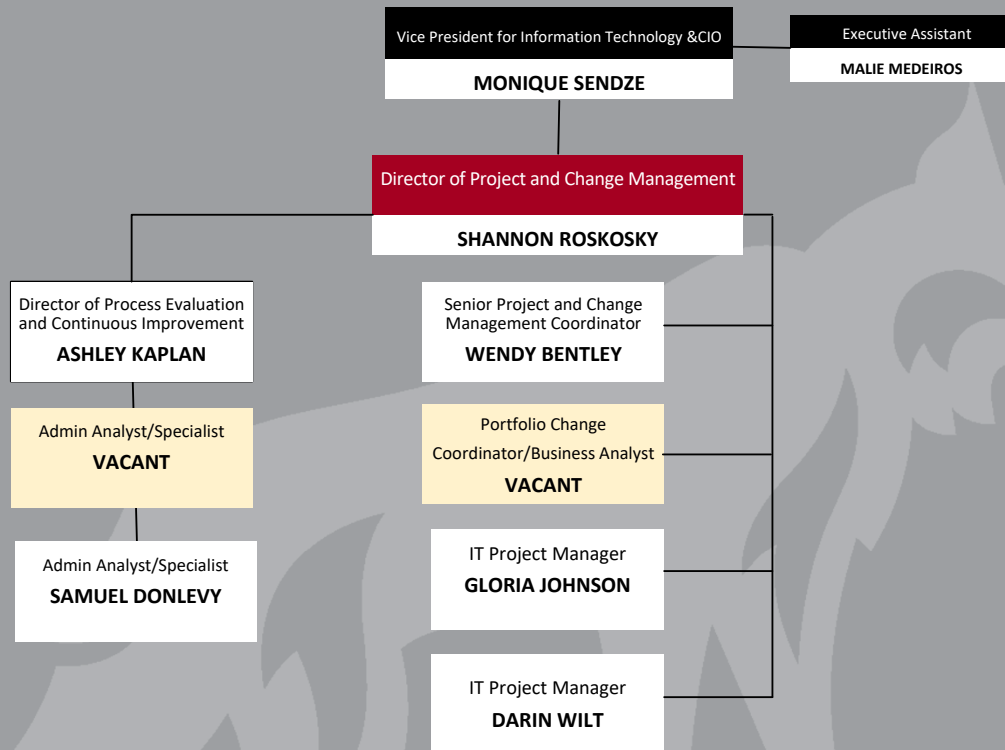 Vice President for Information Technology &CIO
MONIQUE SENDZE
Executive Assistant
MALIE MEDEIROS
Director of Project and Change Management
SHANNON ROSKOSKY
Director of Process Evaluation
and Continuous Improvement
ASHLEY KAPLAN
Admin Analyst/Specialist
VACANT
Admin Analyst/Specialist
SAMUEL DONLEVY
Senior Project and Change
Management Coordinator
WENDY BENTLEY
Portfolio Change
Coordinator/Business Analyst
VACANT
IT Project Manager
GLORIA JOHNSON
IT Project Manager
DARIN WILT